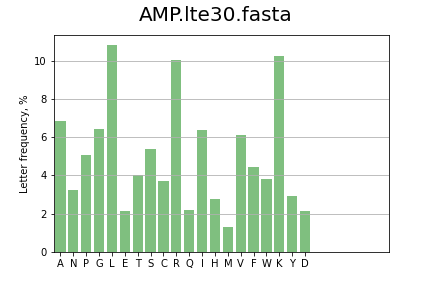 AMP.lte30.fasta
Letter frequency, %
10
8
6
4
2
0
A N P G L E T S C R Q I H M V F W K Y D